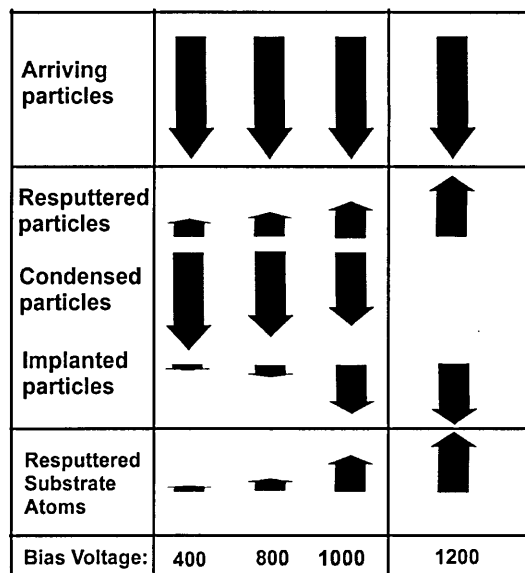 Arriving
particles
Resputtered
particles
Condensed
particles
Implanted
particles
Resputtered
Substrate
Atoms
Bias Voltage: 400 800 1000 1200